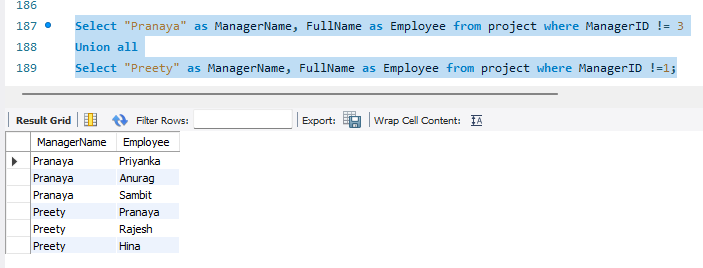 186
187 Select "Pranaya" as ManagerName, FullName as Employee from project where ManagerID != 3
188 Union all
189 Select "Preety" as ManagerName, FullName as Employee from project where ManagerID !=1;
Result Grid Filter Rows: Export: Wrap Cell Content: IA
ManagerName Employee
Pranaya Priyanka
Pranaya Anurag
Pranaya Sambit
Preety Pranaya
Preety Rajesh
Preety Hina